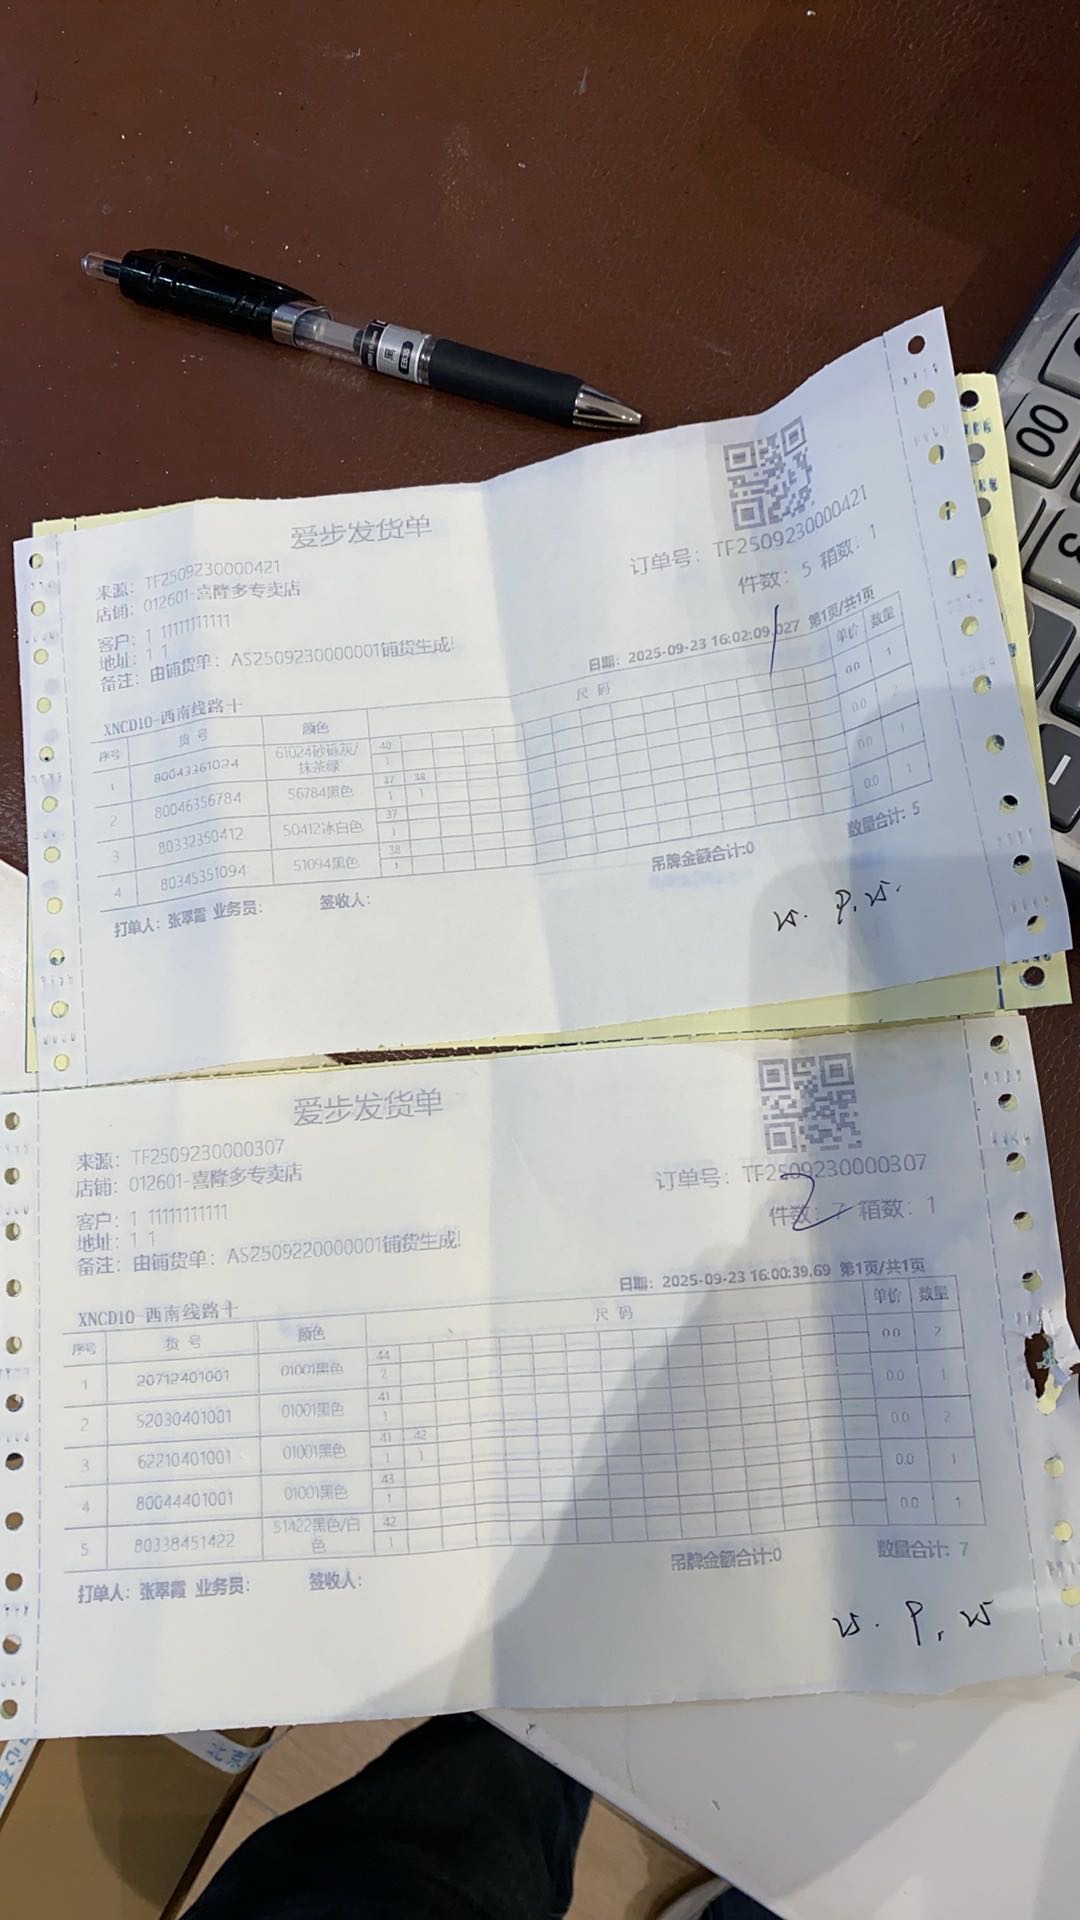 爱步发货单
来源：TF2509230000421
店铺：012601-喜隆多专卖店
订单号：TF2509230000421
件数：5 箱数：1
客户：1 11111111111
地址：1 1
备注：由铺货单：AS2509230000001铺货生成!
日期：2025-09-23 16:02:09.027 第1页/共1页
XNCD10-西南线路十
序号 货号 颜色 尺码 单价 数量
1 80043361024 61024砂砾灰/抹茶绿 40 1 00 1
2 80046356784 56784黑色 37 38 1 1 00 2
3 80332350412 50412冰白色 37 1 00 1
4 80345351094 51094黑色 38 1 00 1
吊牌金额合计:0 数量合计: 5
打单人：张翠霞 业务员： 签收人：
爱步发货单
来源：TF2509230000307
店铺：012601-喜隆多专卖店
订单号：TF2509230000307
件数：7 箱数：1
客户：1 11111111111
地址：1 1
备注：由铺货单：AS2509220000001铺货生成!
日期：2025-09-23 16:00:39.69 第1页/共1页
XNCD10-西南线路十
序号 货号 颜色 尺码 单价 数量
1 20712401001 01001黑色 44 2 00 2
2 52030401001 01001黑色 41 1 00 1
3 62210401001 01001黑色 41 42 1 1 00 2
4 80044401001 01001黑色 43 1 00 1
5 80338451422 51422黑色/白色 42 1 00 1
吊牌金额合计:0 数量合计: 7
打单人：张翠霞 业务员： 签收人：
00